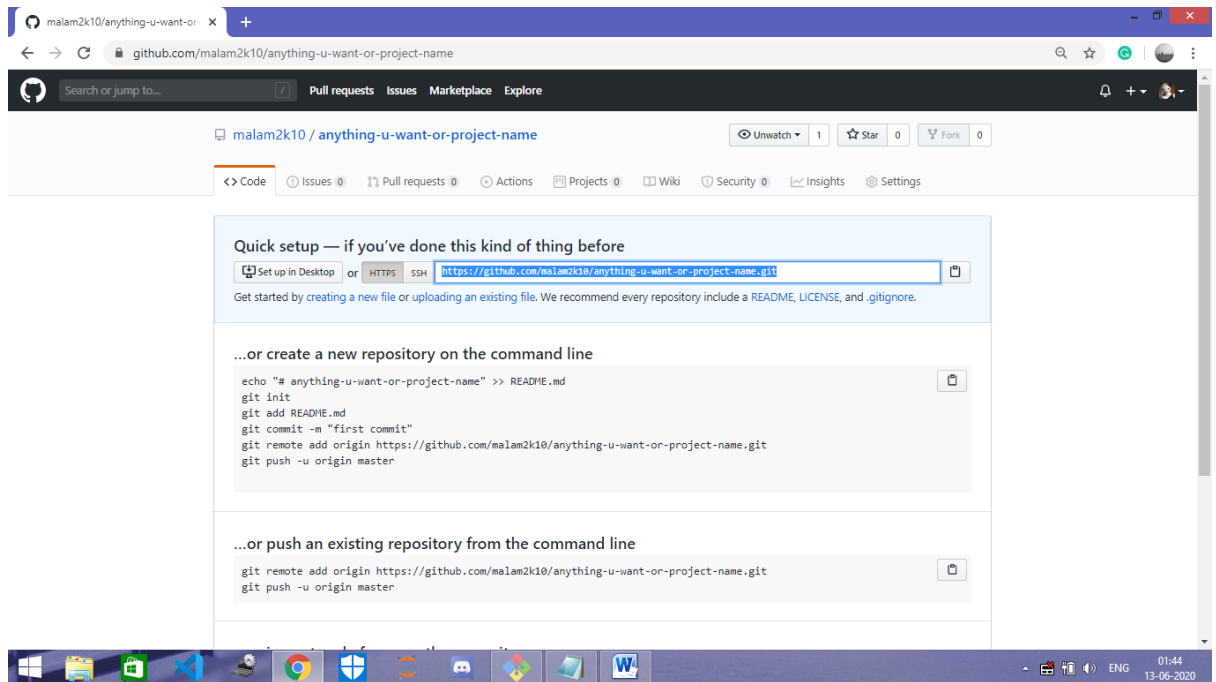 malam2k10/anything-u-want-or-
github.com/malam2k10/anything-u-want-or-project-name
Search or jump to... / Pull requests Issues Marketplace Explore
malam2k10 / anything-u-want-or-project-name
Unwatch 1 Star 0 Fork 0
<> Code Issues 0 Pull requests 0 Actions Projects 0 Wiki Security 0 Insights Settings
Quick setup — if you've done this kind of thing before
Set up in Desktop or HTTPS SSH https://github.com/malam2k10/anything-u-want-or-project-name.git
Get started by creating a new file or uploading an existing file. We recommend every repository include a README, LICENSE, and .gitignore.
...or create a new repository on the command line
echo "# anything-u-want-or-project-name" >> README.md
git init
git add README.md
git commit -m "first commit"
git remote add origin https://github.com/malam2k10/anything-u-want-or-project-name.git
git push -u origin master
...or push an existing repository from the command line
git remote add origin https://github.com/malam2k10/anything-u-want-or-project-name.git
git push -u origin master
ENG 01:44
13-06-2020